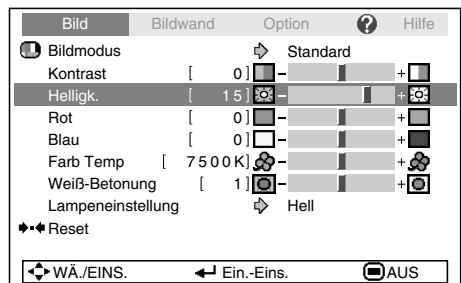 Bild Bildwand Option ? Hilfe
Bildmodus Standard
Kontrast [ 0] - +
Helligk. [ 15] - +
Rot [ 0] - +
Blau [ 0] - +
Farb Temp [ 7500K] - +
Weiß-Betonung [ 1] - +
Lampeneinstellung Hell
Reset
WÄ./EINS. Ein.-Eins. AUS